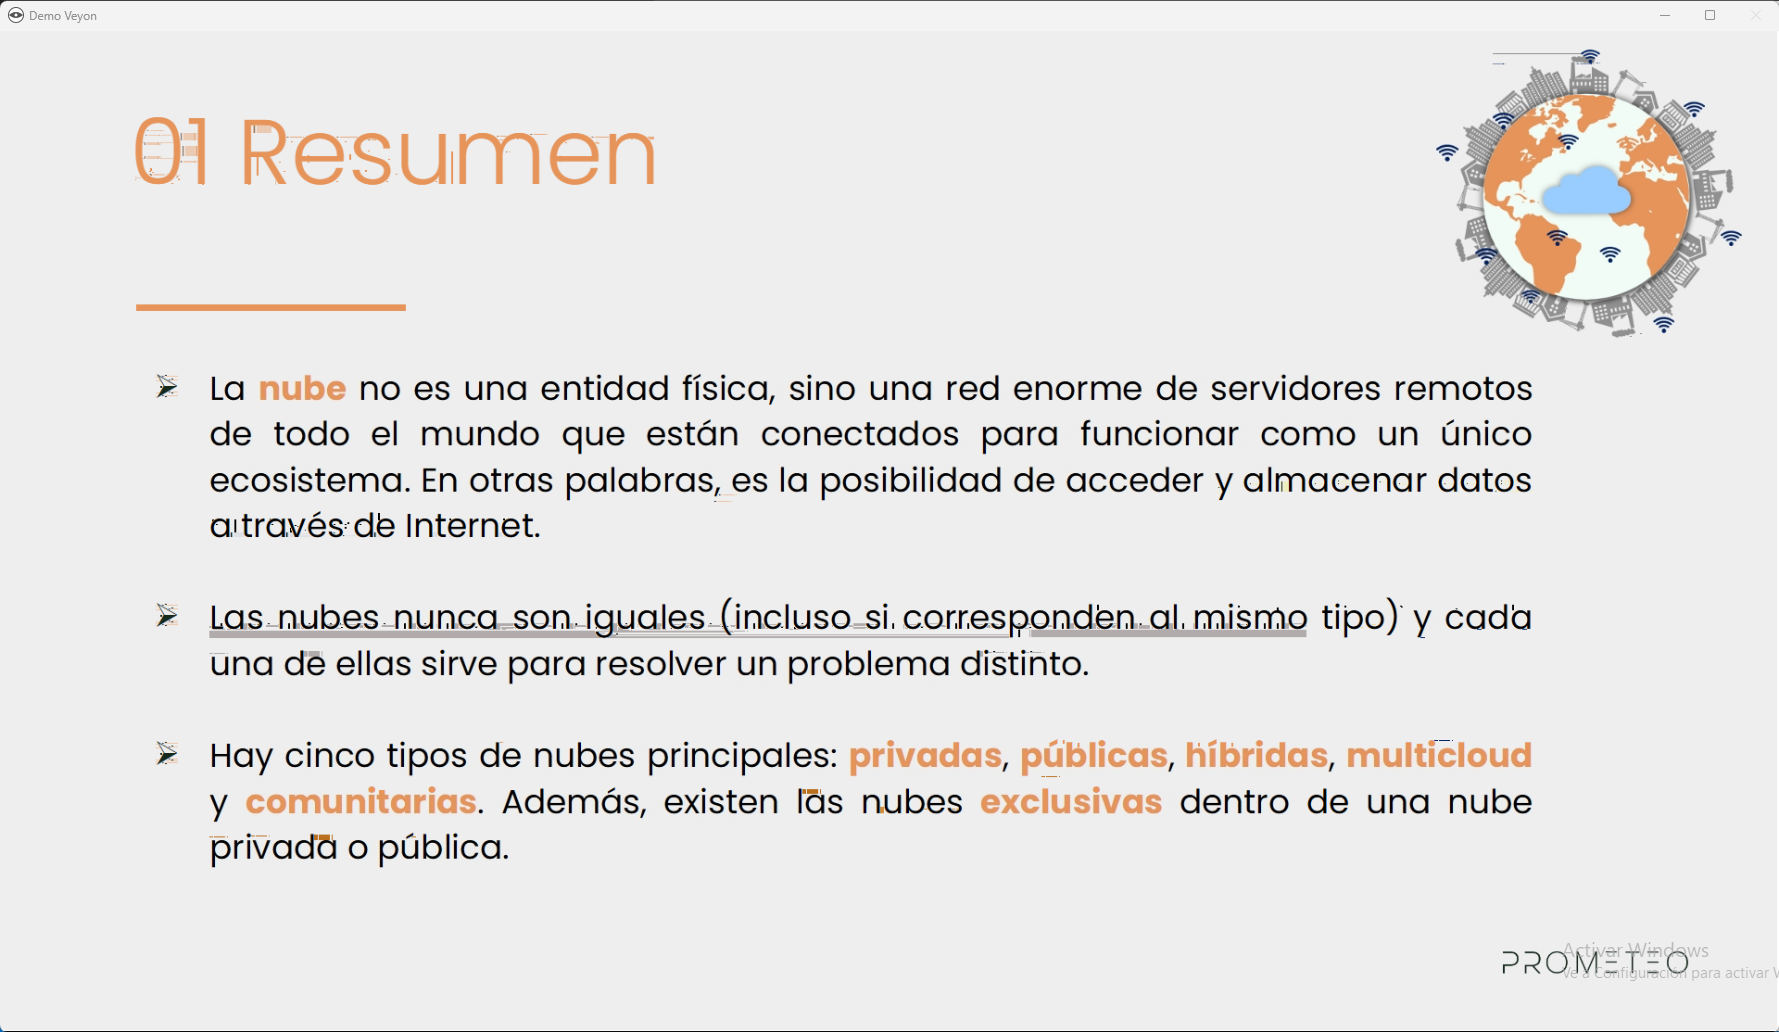 Demo Veyon
01 Resumen
La nube no es una entidad física, sino una red enorme de servidores remotos
de todo el mundo que están conectados para funcionar como un único
ecosistema. En otras palabras, es la posibilidad de acceder y almacenar datos
a través de Internet.
Las nubes nunca son iguales (incluso si corresponden al mismo tipo) y cada
una de ellas sirve para resolver un problema distinto.
Hay cinco tipos de nubes principales: privadas, públicas, híbridas, multicloud
y comunitarias. Además, existen las nubes exclusivas dentro de una nube
privada o pública.
Activar Windows
PROMETEO
Ve a Configuración para activar W